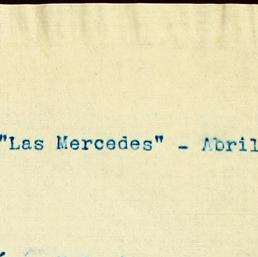 "Las Mercedes" - Abril